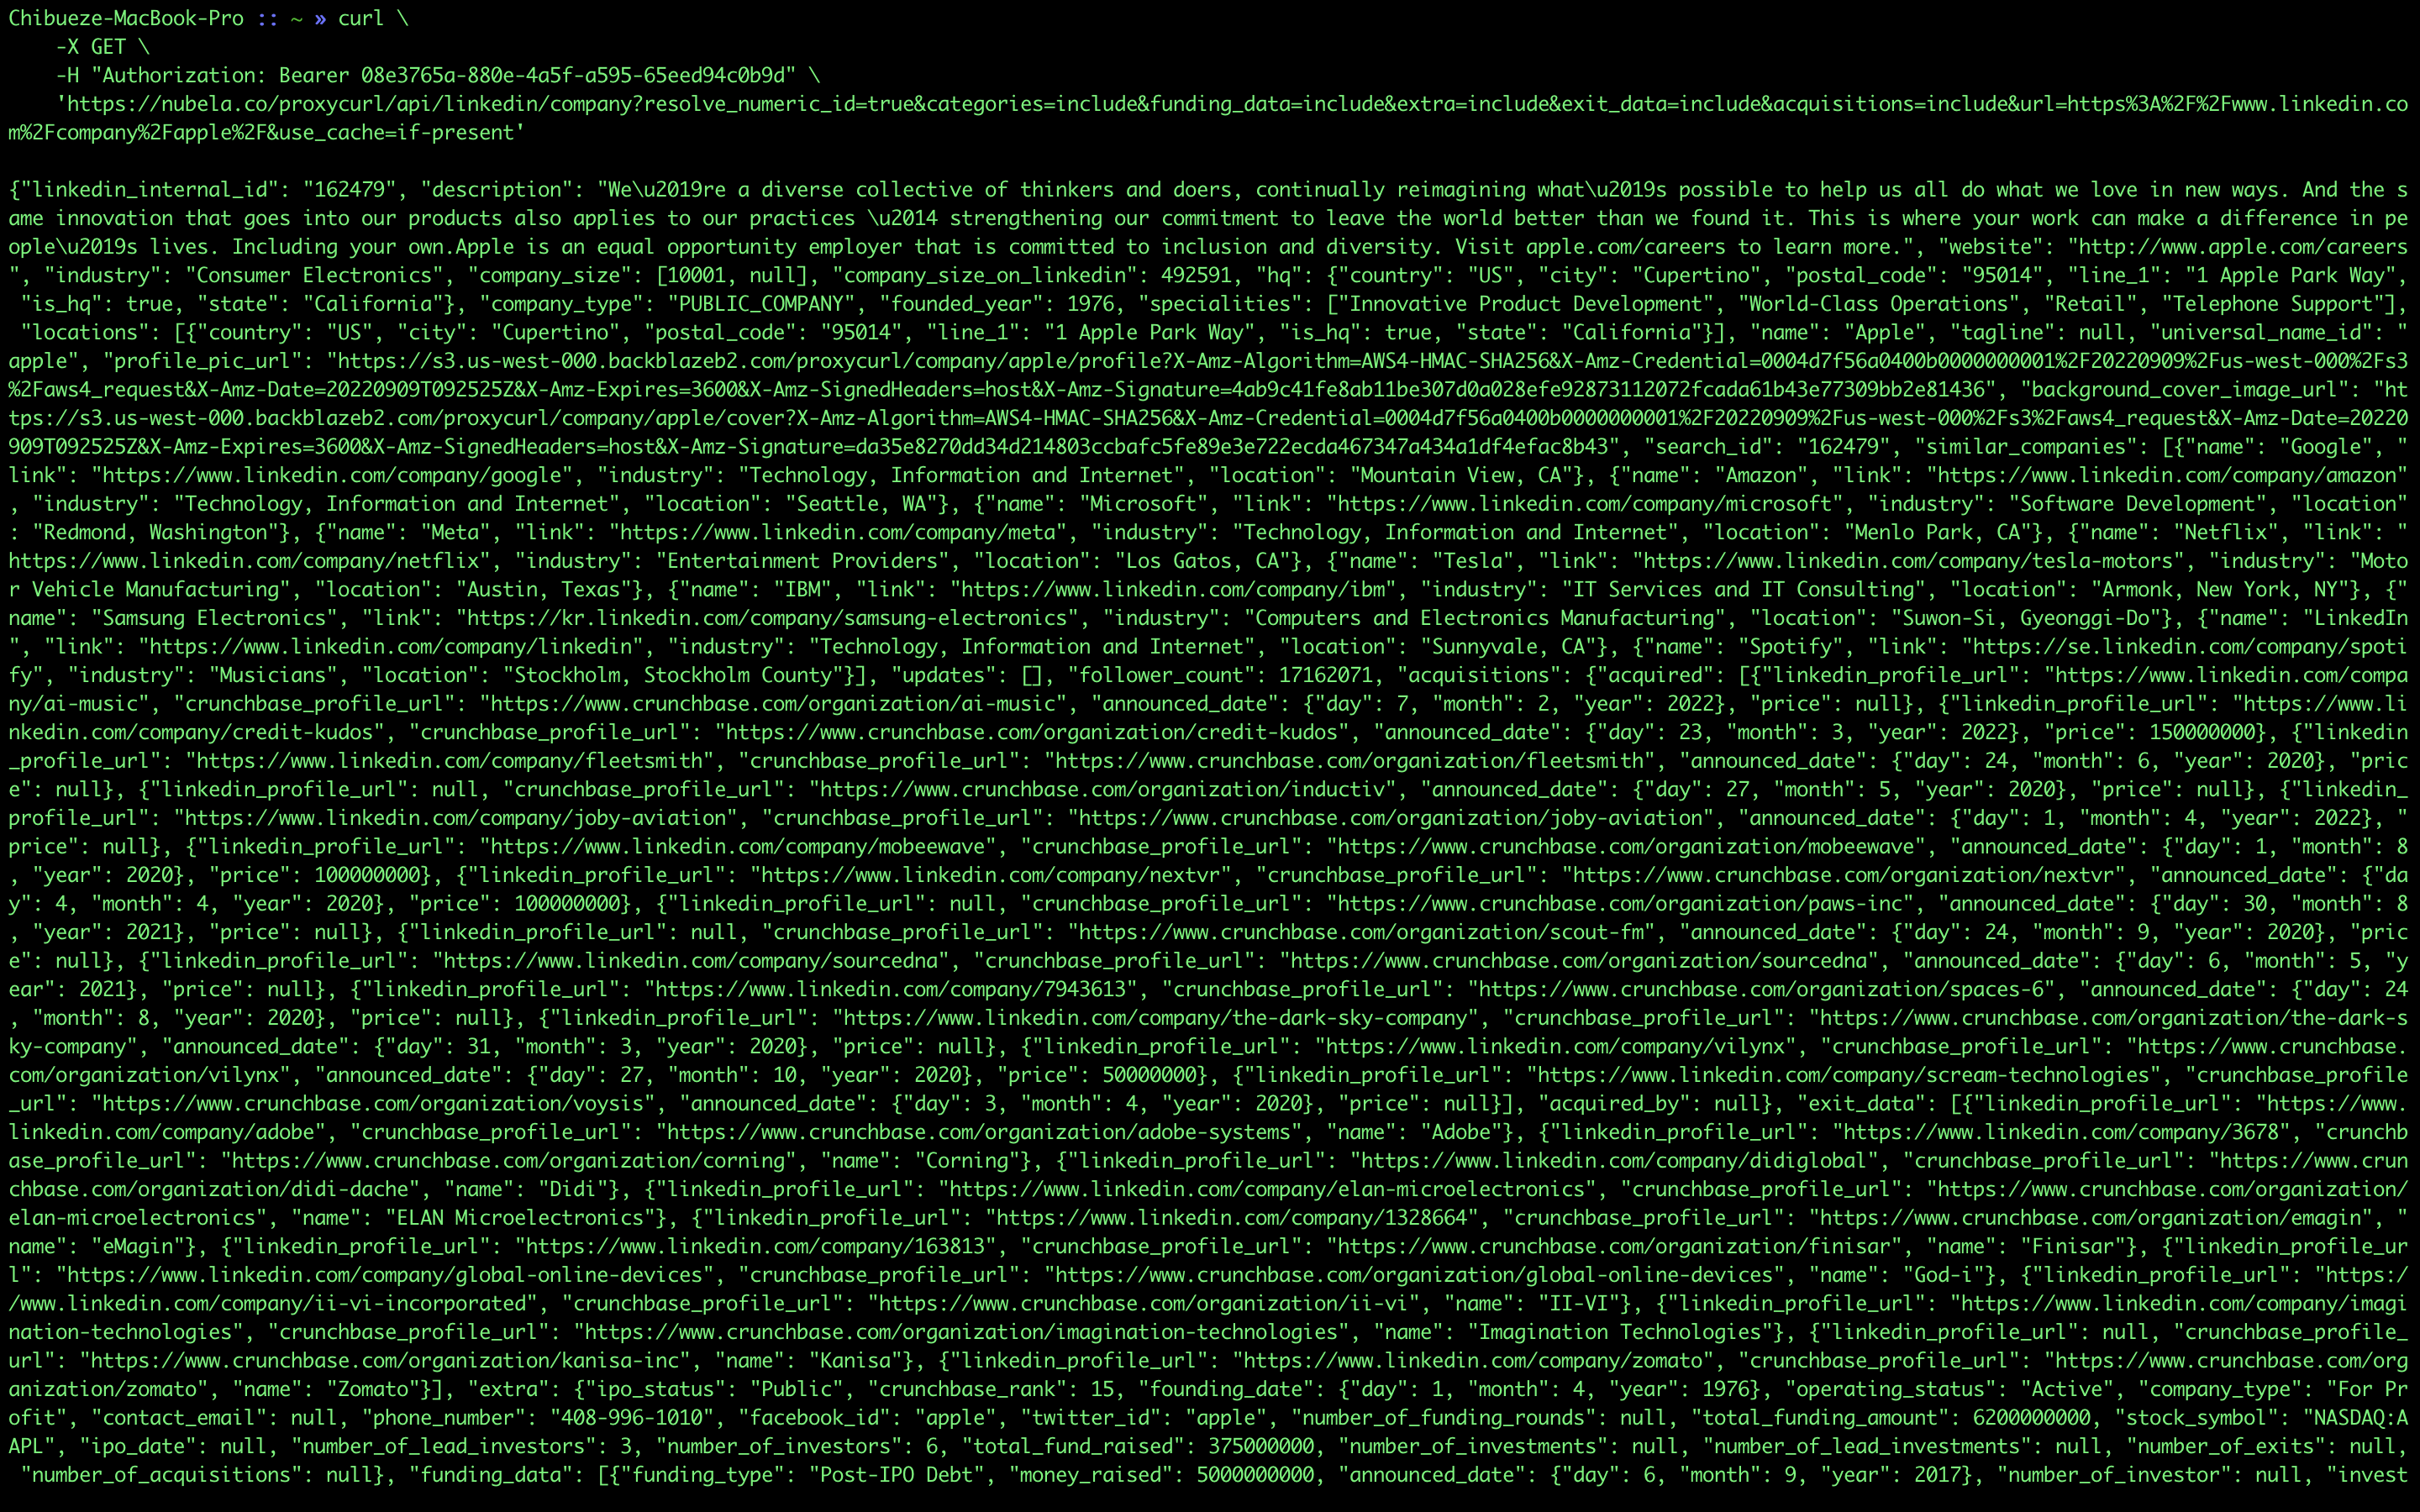 Chibueze-MacBook-Pro :: ~ » curl \
    -X GET \
    -H "Authorization: Bearer 08e3765a-880e-4a5f-a595-65eed94c0b9d" \
    'https://nubela.co/proxycurl/api/linkedin/company?resolve_numeric_id=true&categories=include&funding_data=include&extra=include&exit_data=include&acquisitions=include&url=https%3A%2F%2Fwww.linkedin.co
m%2Fcompany%2Fapple%2F&use_cache=if-present'
{"linkedin_internal_id": "162479", "description": "We\u2019re a diverse collective of thinkers and doers, continually reimagining what\u2019s possible to help us all do what we love in new ways. And the s
ame innovation that goes into our products also applies to our practices \u2014 strengthening our commitment to leave the world better than we found it. This is where your work can make a difference in pe
ople\u2019s lives. Including your own.Apple is an equal opportunity employer that is committed to inclusion and diversity. Visit apple.com/careers to learn more.", "website": "http://www.apple.com/careers
", "industry": "Consumer Electronics", "company_size": [10001, null], "company_size_on_linkedin": 492591, "hq": {"country": "US", "city": "Cupertino", "postal_code": "95014", "line_1": "1 Apple Park Way",
 "is_hq": true, "state": "California"}, "company_type": "PUBLIC_COMPANY", "founded_year": 1976, "specialities": ["Innovative Product Development", "World-Class Operations", "Retail", "Telephone Support"],
 "locations": [{"country": "US", "city": "Cupertino", "postal_code": "95014", "line_1": "1 Apple Park Way", "is_hq": true, "state": "California"}], "name": "Apple", "tagline": null, "universal_name_id": "
apple", "profile_pic_url": "https://s3.us-west-000.backblazeb2.com/proxycurl/company/apple/profile?X-Amz-Algorithm=AWS4-HMAC-SHA256&X-Amz-Credential=0004d7f56a0400b0000000001%2F20220909%2Fus-west-000%2Fs3
%2Faws4_request&X-Amz-Date=20220909T092525Z&X-Amz-Expires=3600&X-Amz-SignedHeaders=host&X-Amz-Signature=4ab9c41fe8ab11be307d0a028efe92873112072fcada61b43e77309bb2e81436", "background_cover_image_url": "ht
tps://s3.us-west-000.backblazeb2.com/proxycurl/company/apple/cover?X-Amz-Algorithm=AWS4-HMAC-SHA256&X-Amz-Credential=0004d7f56a0400b0000000001%2F20220909%2Fus-west-000%2Fs3%2Faws4_request&X-Amz-Date=20220
909T092525Z&X-Amz-Expires=3600&X-Amz-SignedHeaders=host&X-Amz-Signature=da35e8270dd34d214803ccbafc5fe89e3e722ecda467347a434a1df4efac8b43", "search_id": "162479", "similar_companies": [{"name": "Google", "
link": "https://www.linkedin.com/company/google", "industry": "Technology, Information and Internet", "location": "Mountain View, CA"}, {"name": "Amazon", "link": "https://www.linkedin.com/company/amazon"
, "industry": "Technology, Information and Internet", "location": "Seattle, WA"}, {"name": "Microsoft", "link": "https://www.linkedin.com/company/microsoft", "industry": "Software Development", "location"
: "Redmond, Washington"}, {"name": "Meta", "link": "https://www.linkedin.com/company/meta", "industry": "Technology, Information and Internet", "location": "Menlo Park, CA"}, {"name": "Netflix", "link": "
https://www.linkedin.com/company/netflix", "industry": "Entertainment Providers", "location": "Los Gatos, CA"}, {"name": "Tesla", "link": "https://www.linkedin.com/company/tesla-motors", "industry": "Moto
r Vehicle Manufacturing", "location": "Austin, Texas"}, {"name": "IBM", "link": "https://www.linkedin.com/company/ibm", "industry": "IT Services and IT Consulting", "location": "Armonk, New York, NY"}, {"
name": "Samsung Electronics", "link": "https://kr.linkedin.com/company/samsung-electronics", "industry": "Computers and Electronics Manufacturing", "location": "Suwon-Si, Gyeonggi-Do"}, {"name": "LinkedIn
", "link": "https://www.linkedin.com/company/linkedin", "industry": "Technology, Information and Internet", "location": "Sunnyvale, CA"}, {"name": "Spotify", "link": "https://se.linkedin.com/company/spoti
fy", "industry": "Musicians", "location": "Stockholm, Stockholm County"}], "updates": [], "follower_count": 17162071, "acquisitions": {"acquired": [{"linkedin_profile_url": "https://www.linkedin.com/compa
ny/ai-music", "crunchbase_profile_url": "https://www.crunchbase.com/organization/ai-music", "announced_date": {"day": 7, "month": 2, "year": 2022}, "price": null}, {"linkedin_profile_url": "https://www.li
nkedin.com/company/credit-kudos", "crunchbase_profile_url": "https://www.crunchbase.com/organization/credit-kudos", "announced_date": {"day": 23, "month": 3, "year": 2022}, "price": 150000000}, {"linkedin
_profile_url": "https://www.linkedin.com/company/fleetsmith", "crunchbase_profile_url": "https://www.crunchbase.com/organization/fleetsmith", "announced_date": {"day": 24, "month": 6, "year": 2020}, "pric
e": null}, {"linkedin_profile_url": null, "crunchbase_profile_url": "https://www.crunchbase.com/organization/inductiv", "announced_date": {"day": 27, "month": 5, "year": 2020}, "price": null}, {"linkedin_
profile_url": "https://www.linkedin.com/company/joby-aviation", "crunchbase_profile_url": "https://www.crunchbase.com/organization/joby-aviation", "announced_date": {"day": 1, "month": 4, "year": 2022}, "
price": null}, {"linkedin_profile_url": "https://www.linkedin.com/company/mobeewave", "crunchbase_profile_url": "https://www.crunchbase.com/organization/mobeewave", "announced_date": {"day": 1, "month": 8
, "year": 2020}, "price": 100000000}, {"linkedin_profile_url": "https://www.linkedin.com/company/nextvr", "crunchbase_profile_url": "https://www.crunchbase.com/organization/nextvr", "announced_date": {"da
y": 4, "month": 4, "year": 2020}, "price": 100000000}, {"linkedin_profile_url": null, "crunchbase_profile_url": "https://www.crunchbase.com/organization/paws-inc", "announced_date": {"day": 30, "month": 8
, "year": 2021}, "price": null}, {"linkedin_profile_url": null, "crunchbase_profile_url": "https://www.crunchbase.com/organization/scout-fm", "announced_date": {"day": 24, "month": 9, "year": 2020}, "pric
e": null}, {"linkedin_profile_url": "https://www.linkedin.com/company/sourcedna", "crunchbase_profile_url": "https://www.crunchbase.com/organization/sourcedna", "announced_date": {"day": 6, "month": 5, "y
ear": 2021}, "price": null}, {"linkedin_profile_url": "https://www.linkedin.com/company/7943613", "crunchbase_profile_url": "https://www.crunchbase.com/organization/spaces-6", "announced_date": {"day": 24
, "month": 8, "year": 2020}, "price": null}, {"linkedin_profile_url": "https://www.linkedin.com/company/the-dark-sky-company", "crunchbase_profile_url": "https://www.crunchbase.com/organization/the-dark-s
ky-company", "announced_date": {"day": 31, "month": 3, "year": 2020}, "price": null}, {"linkedin_profile_url": "https://www.linkedin.com/company/vilynx", "crunchbase_profile_url": "https://www.crunchbase.
com/organization/vilynx", "announced_date": {"day": 27, "month": 10, "year": 2020}, "price": 50000000}, {"linkedin_profile_url": "https://www.linkedin.com/company/scream-technologies", "crunchbase_profile
_url": "https://www.crunchbase.com/organization/voysis", "announced_date": {"day": 3, "month": 4, "year": 2020}, "price": null}], "acquired_by": null}, "exit_data": [{"linkedin_profile_url": "https://www.
linkedin.com/company/adobe", "crunchbase_profile_url": "https://www.crunchbase.com/organization/adobe-systems", "name": "Adobe"}, {"linkedin_profile_url": "https://www.linkedin.com/company/3678", "crunchb
ase_profile_url": "https://www.crunchbase.com/organization/corning", "name": "Corning"}, {"linkedin_profile_url": "https://www.linkedin.com/company/didiglobal", "crunchbase_profile_url": "https://www.crun
chbase.com/organization/didi-dache", "name": "Didi"}, {"linkedin_profile_url": "https://www.linkedin.com/company/elan-microelectronics", "crunchbase_profile_url": "https://www.crunchbase.com/organization/
elan-microelectronics", "name": "ELAN Microelectronics"}, {"linkedin_profile_url": "https://www.linkedin.com/company/1328664", "crunchbase_profile_url": "https://www.crunchbase.com/organization/emagin", "
name": "eMagin"}, {"linkedin_profile_url": "https://www.linkedin.com/company/163813", "crunchbase_profile_url": "https://www.crunchbase.com/organization/finisar", "name": "Finisar"}, {"linkedin_profile_ur
l": "https://www.linkedin.com/company/global-online-devices", "crunchbase_profile_url": "https://www.crunchbase.com/organization/global-online-devices", "name": "God-i"}, {"linkedin_profile_url": "https:/
/www.linkedin.com/company/ii-vi-incorporated", "crunchbase_profile_url": "https://www.crunchbase.com/organization/ii-vi", "name": "II-VI"}, {"linkedin_profile_url": "https://www.linkedin.com/company/imagi
nation-technologies", "crunchbase_profile_url": "https://www.crunchbase.com/organization/imagination-technologies", "name": "Imagination Technologies"}, {"linkedin_profile_url": null, "crunchbase_profile_
url": "https://www.crunchbase.com/organization/kanisa-inc", "name": "Kanisa"}, {"linkedin_profile_url": "https://www.linkedin.com/company/zomato", "crunchbase_profile_url": "https://www.crunchbase.com/org
anization/zomato", "name": "Zomato"}], "extra": {"ipo_status": "Public", "crunchbase_rank": 15, "founding_date": {"day": 1, "month": 4, "year": 1976}, "operating_status": "Active", "company_type": "For Pr
ofit", "contact_email": null, "phone_number": "408-996-1010", "facebook_id": "apple", "twitter_id": "apple", "number_of_funding_rounds": null, "total_funding_amount": 6200000000, "stock_symbol": "NASDAQ:A
APL", "ipo_date": null, "number_of_lead_investors": 3, "number_of_investors": 6, "total_fund_raised": 375000000, "number_of_investments": null, "number_of_lead_investments": null, "number_of_exits": null,
 "number_of_acquisitions": null}, "funding_data": [{"funding_type": "Post-IPO Debt", "money_raised": 5000000000, "announced_date": {"day": 6, "month": 9, "year": 2017}, "number_of_investor": null, "invest